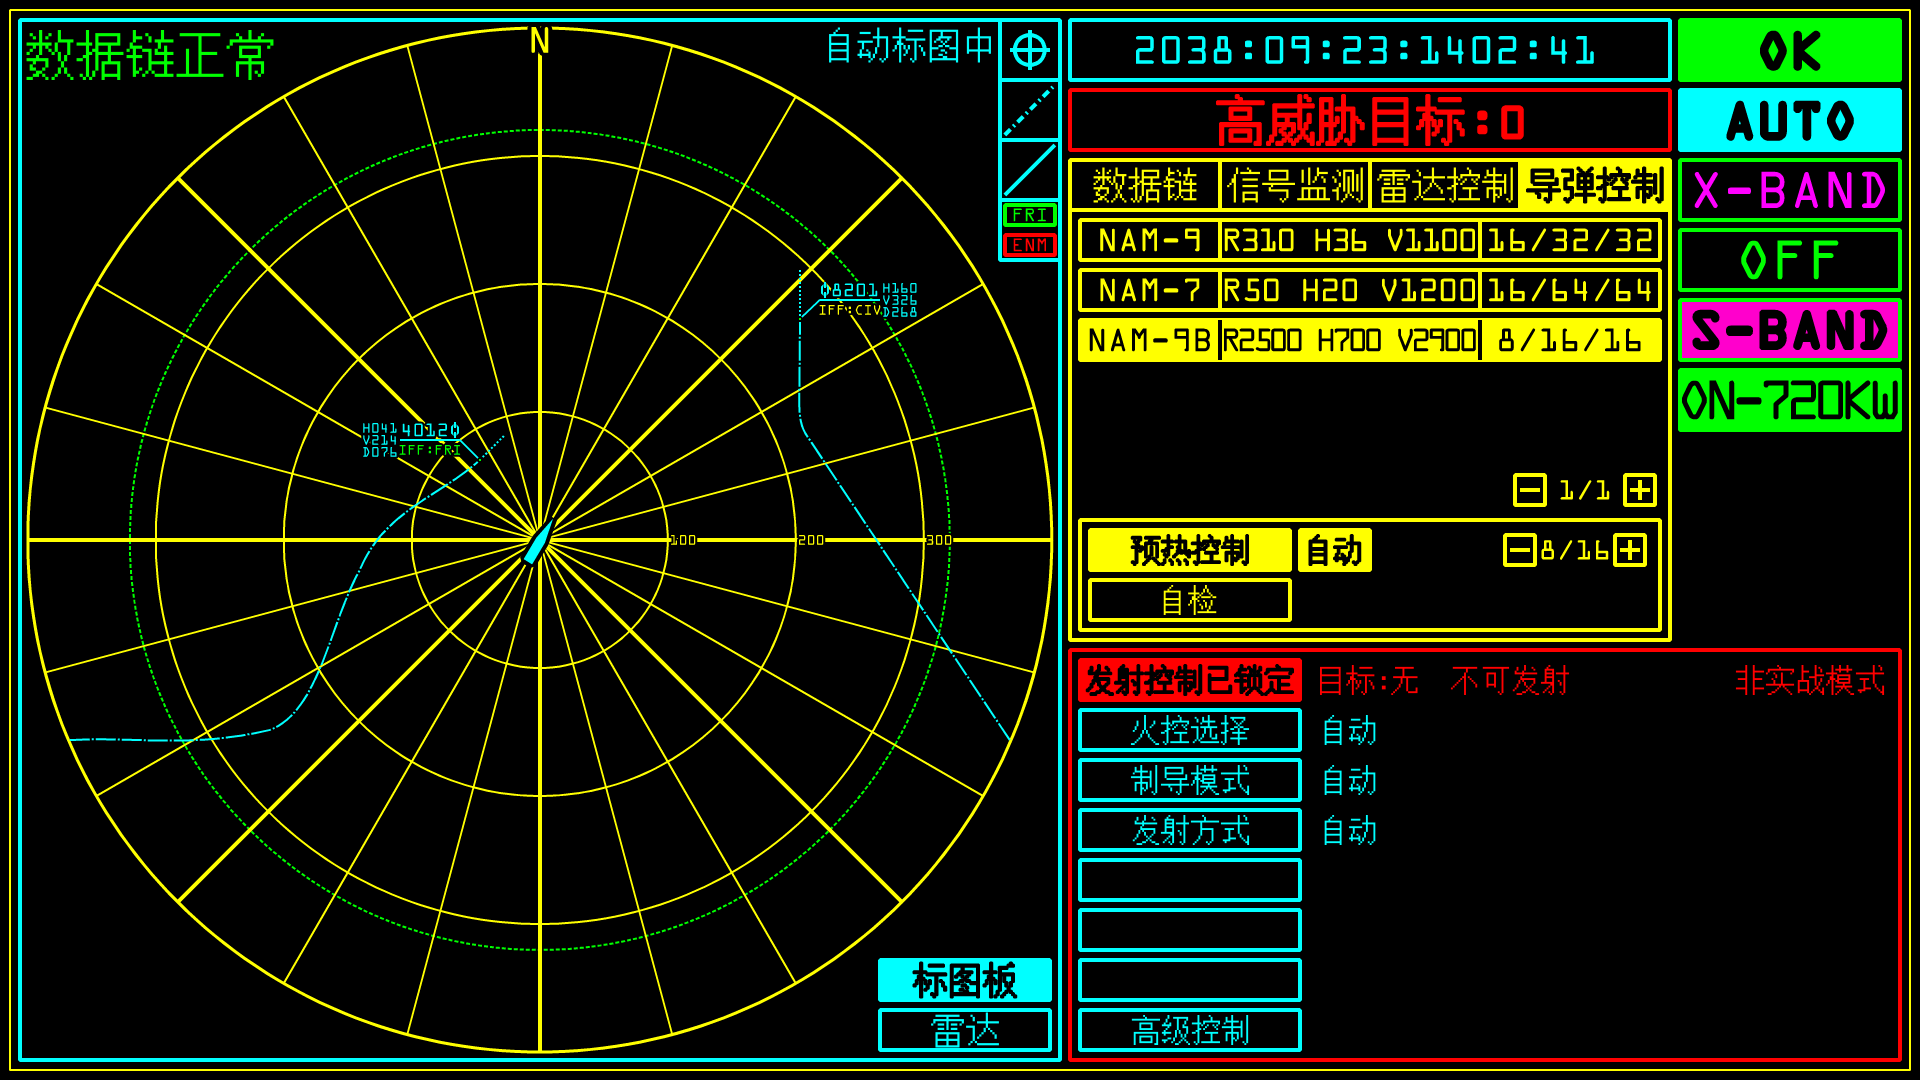 数据链正常
N
自动标图中
FRI
ENM
08201
IFF:CIV
H160
V326
D268
H041
V214
D076
40120
IFF:FRI
100
200
300
标图板
雷达
2038:09:23:1402:41
高威胁目标:0
数据链 信号监测 雷达控制 导弹控制
NAM-9 R310 H36 V1100 16/32/32
NAM-7 R50 H20 V1200 16/64/64
NAM-9B R2500 H700 V2900 8/16/16
- 1/1 +
预热控制 自动 - 8/16 +
自检
OK
AUTO
X-BAND
OFF
S-BAND
ON-720KW
发射控制已锁定 目标:无 不可发射 非实战模式
火控选择 自动
制导模式 自动
发射方式 自动
高级控制